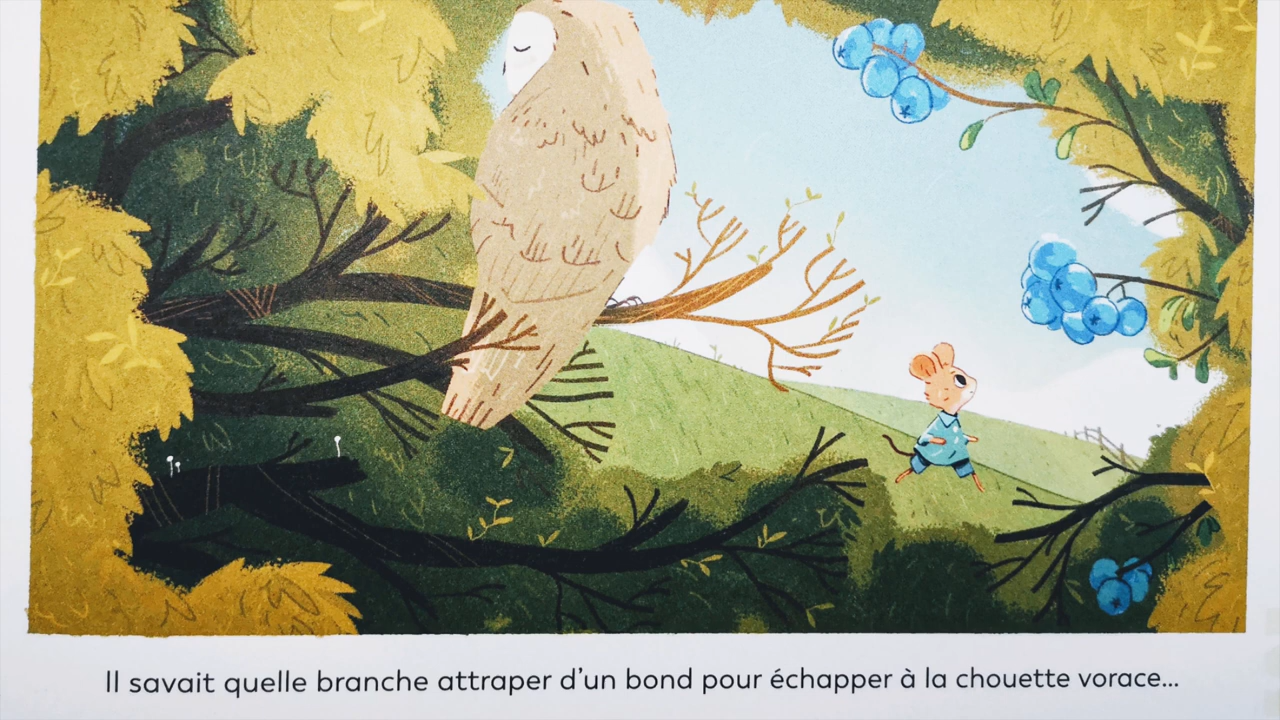 Il savait quelle branche attraper d'un bond pour échapper à la chouette vorace...